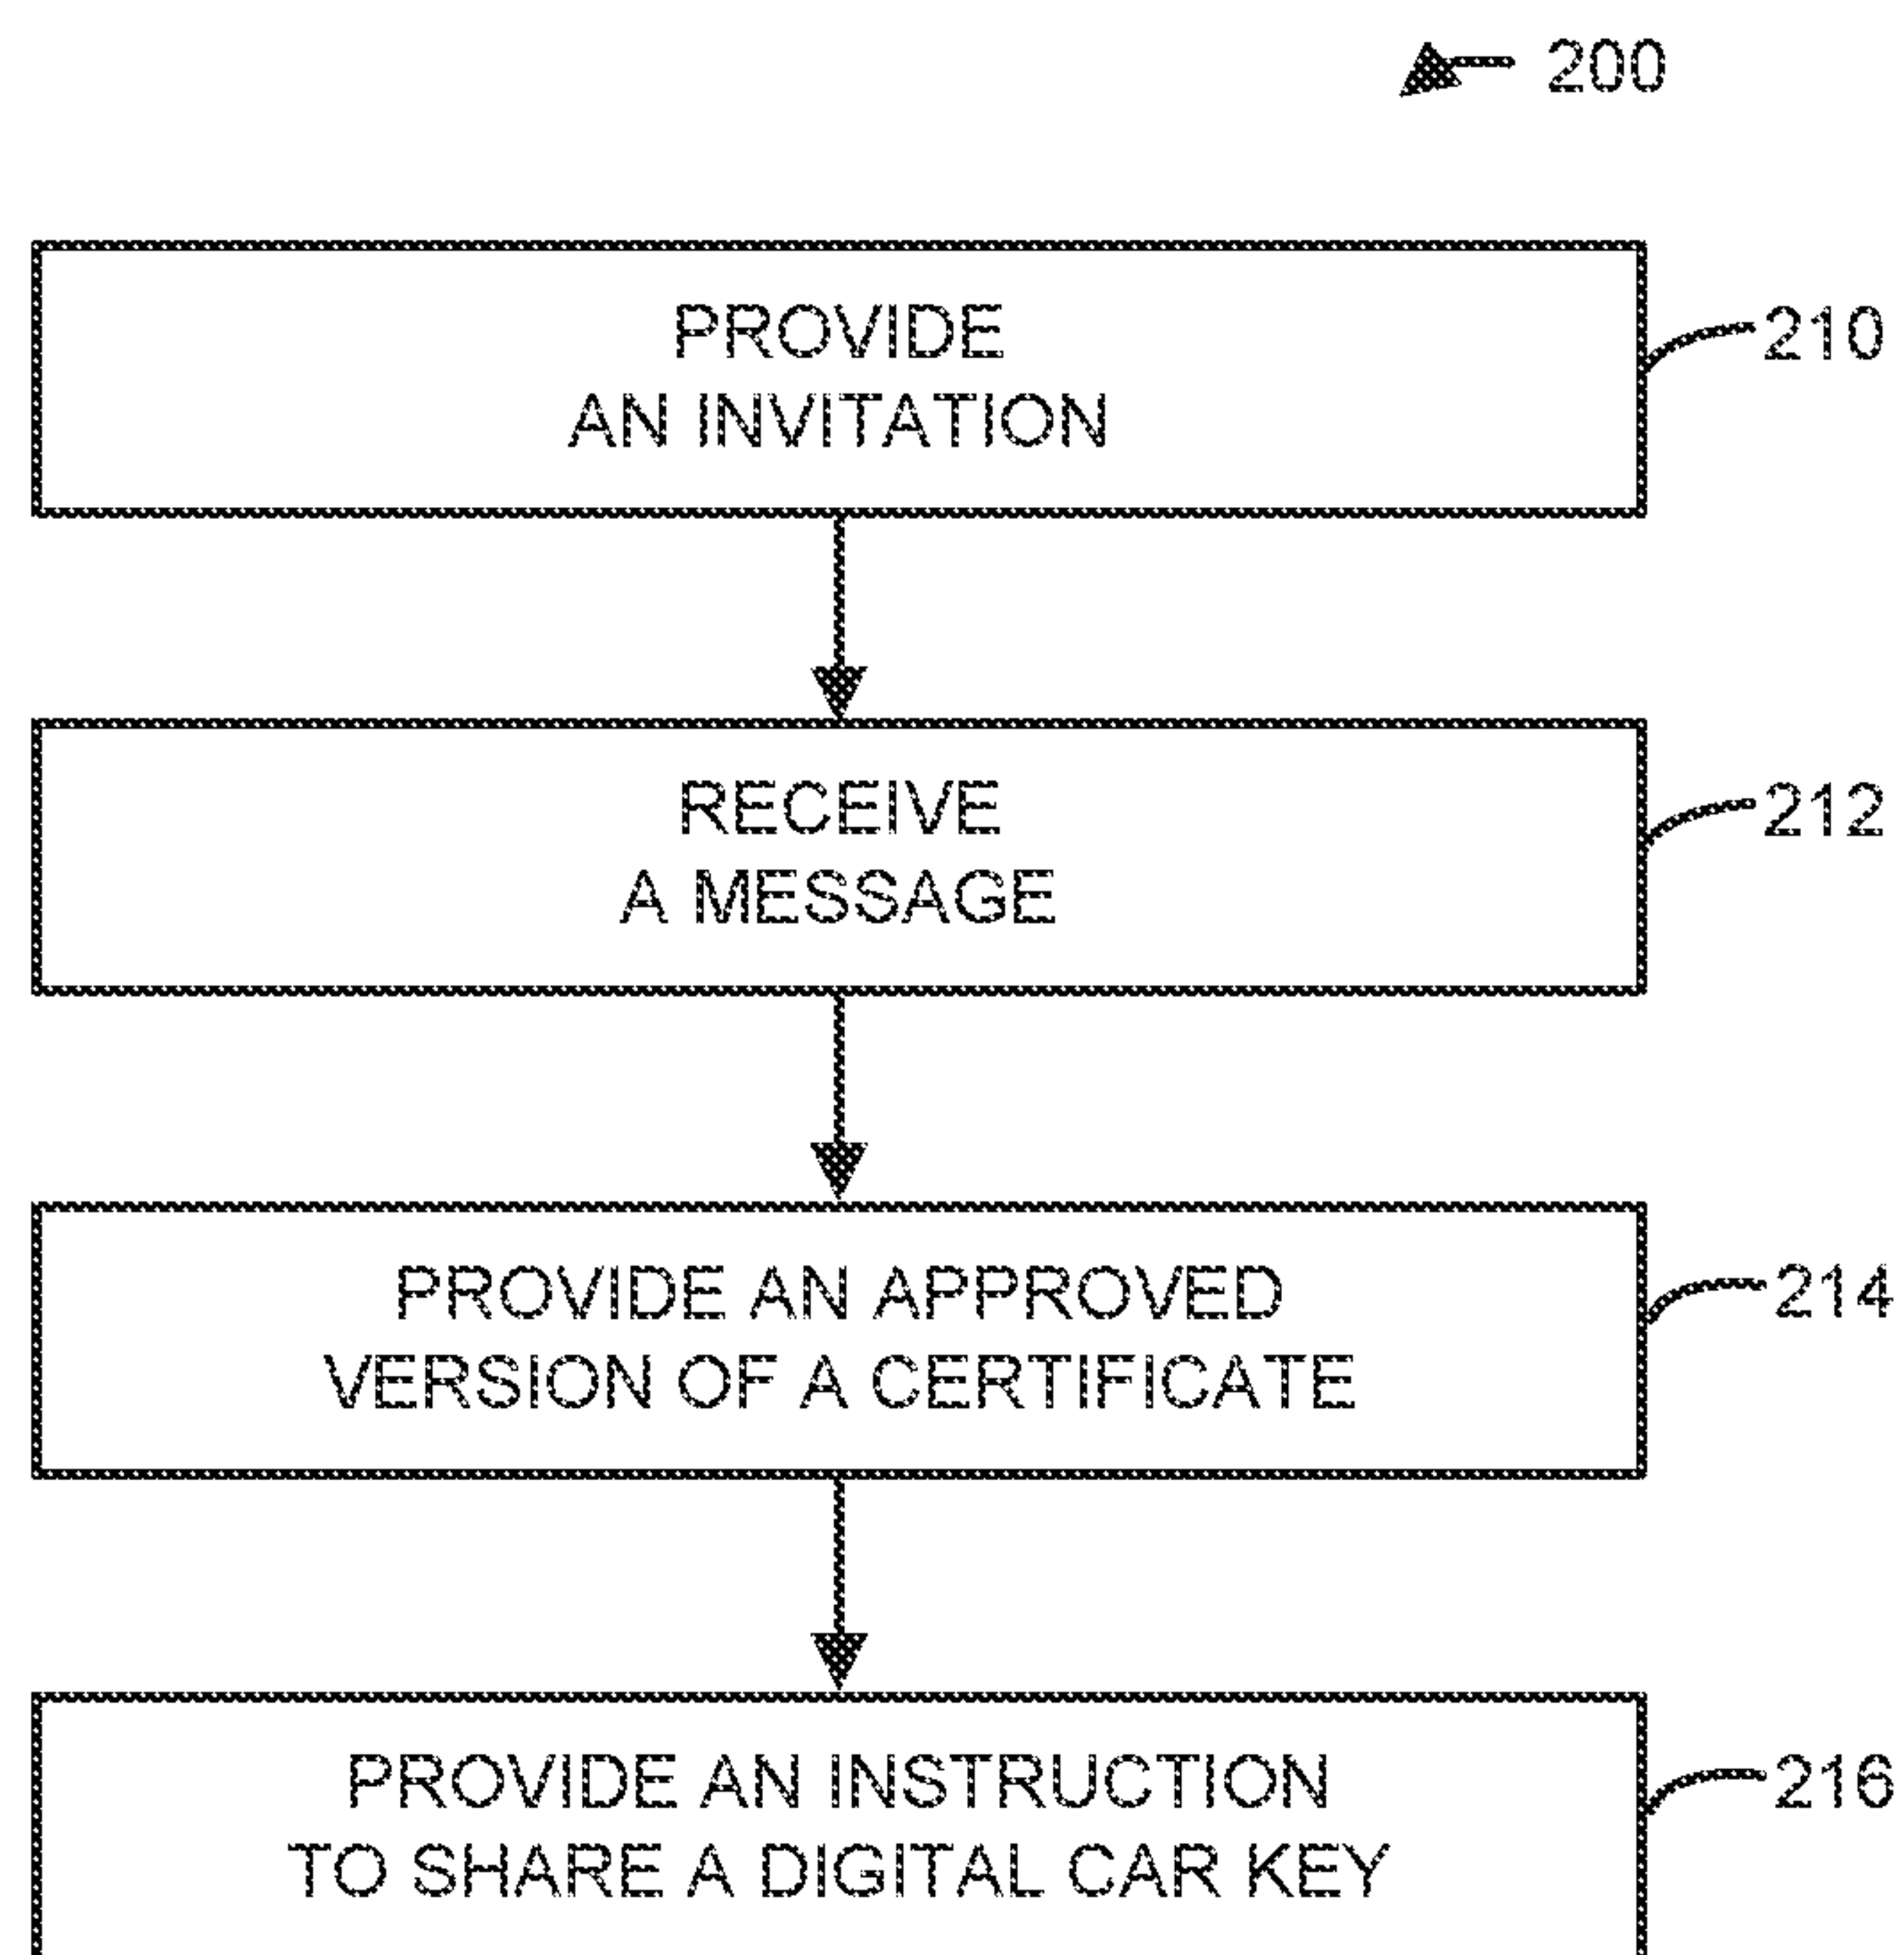 200
PROVIDE
AN INVITATION
210
RECEIVE
A MESSAGE
212
PROVIDE AN APPROVED
VERSION OF A CERTIFICATE
214
PROVIDE AN INSTRUCTION
TO SHARE A DIGITAL CAR KEY
216